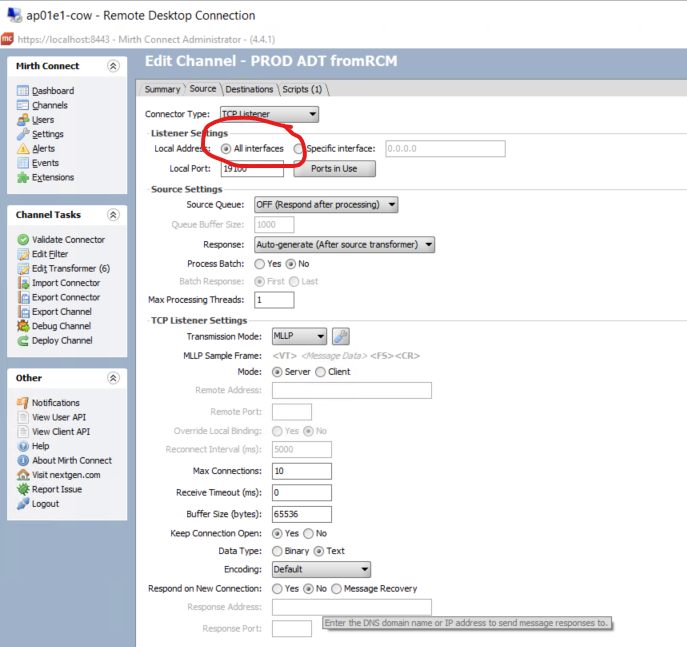 ap01e1-cow - Remote Desktop Connection
mc https://localhost:8443 - Mirth Connect Administrator - (4.4.1)
Mirth Connect
Dashboard
Channels
Users
Settings
Alerts
Events
Extensions
Channel Tasks
Validate Connector
Edit Filter
Edit Transformer (6)
Import Connector
Export Connector
Export Channel
Debug Channel
Deploy Channel
Other
Notifications
View User API
View Client API
Help
About Mirth Connect
Visit nextgen.com
Report Issue
Logout
Edit Channel - PROD ADT fromRCM
Summary Source Destinations Scripts (1)
Connector Type: TCP Listener
Listener Settings
Local Address: All interfaces Specific interface: 0.0.0.0
Local Port: 19100 Ports in Use
Source Settings
Source Queue: OFF (Respond after processing)
Queue Buffer Size: 1000
Response: Auto-generate (After source transformer)
Process Batch: Yes No
Batch Response: First Last
Max Processing Threads: 1
TCP Listener Settings
Transmission Mode: MLLP
MLLP Sample Frame: <VT> <Message Data> <FS><CR>
Mode: Server Client
Remote Address:
Remote Port:
Override Local Binding: Yes No
Reconnect Interval (ms): 5000
Max Connections: 10
Receive Timeout (ms): 0
Buffer Size (bytes): 65536
Keep Connection Open: Yes No
Data Type: Binary Text
Encoding: Default
Respond on New Connection: Yes No Message Recovery
Response Address:
Enter the DNS domain name or IP address to send message responses to.
Response Port: